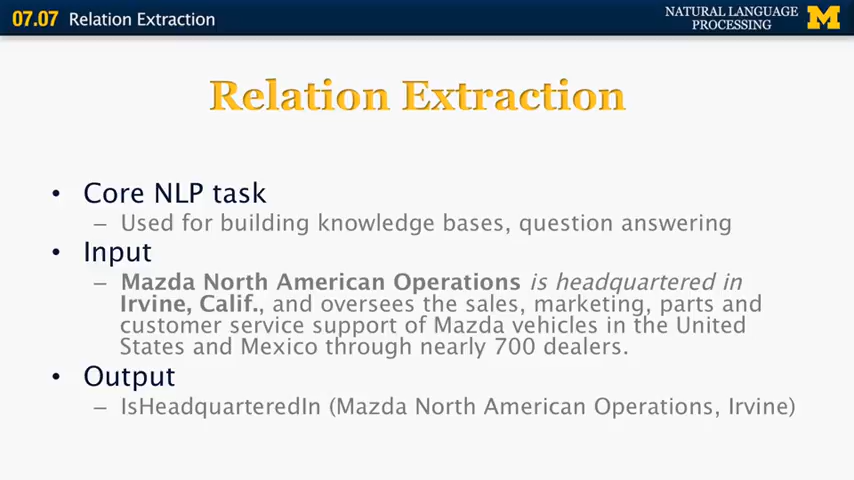 07.07 Relation Extraction
NATURAL LANGUAGE
PROCESSING
M
Relation Extraction
• Core NLP task
– Used for building knowledge bases, question answering
• Input
– Mazda North American Operations is headquartered in
Irvine, Calif., and oversees the sales, marketing, parts and
customer service support of Mazda vehicles in the United
States and Mexico through nearly 700 dealers.
• Output
– IsHeadquarteredIn (Mazda North American Operations, Irvine)